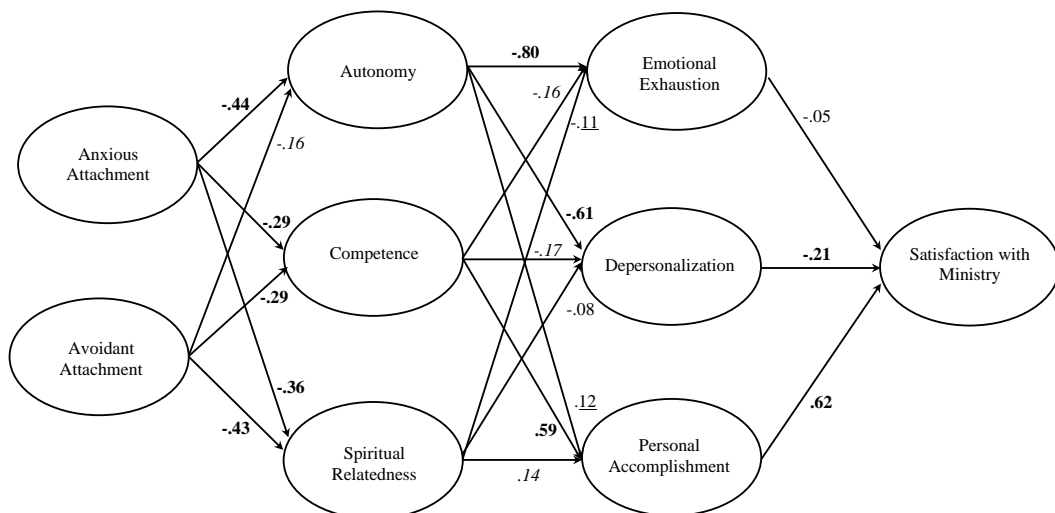 -.80
Autonomy
Emotional
Exhaustion
-.16
-.44
-.05
-.11
-.16
Anxious
Attachment
-.29
-.61
Competence
-.17
Depersonalization
-.21
Satisfaction with
Ministry
-.29
-.08
Avoidant
Attachment
-.36
.12
.62
-.43
.59
Spiritual
Relatedness
Personal
Accomplishment
.14